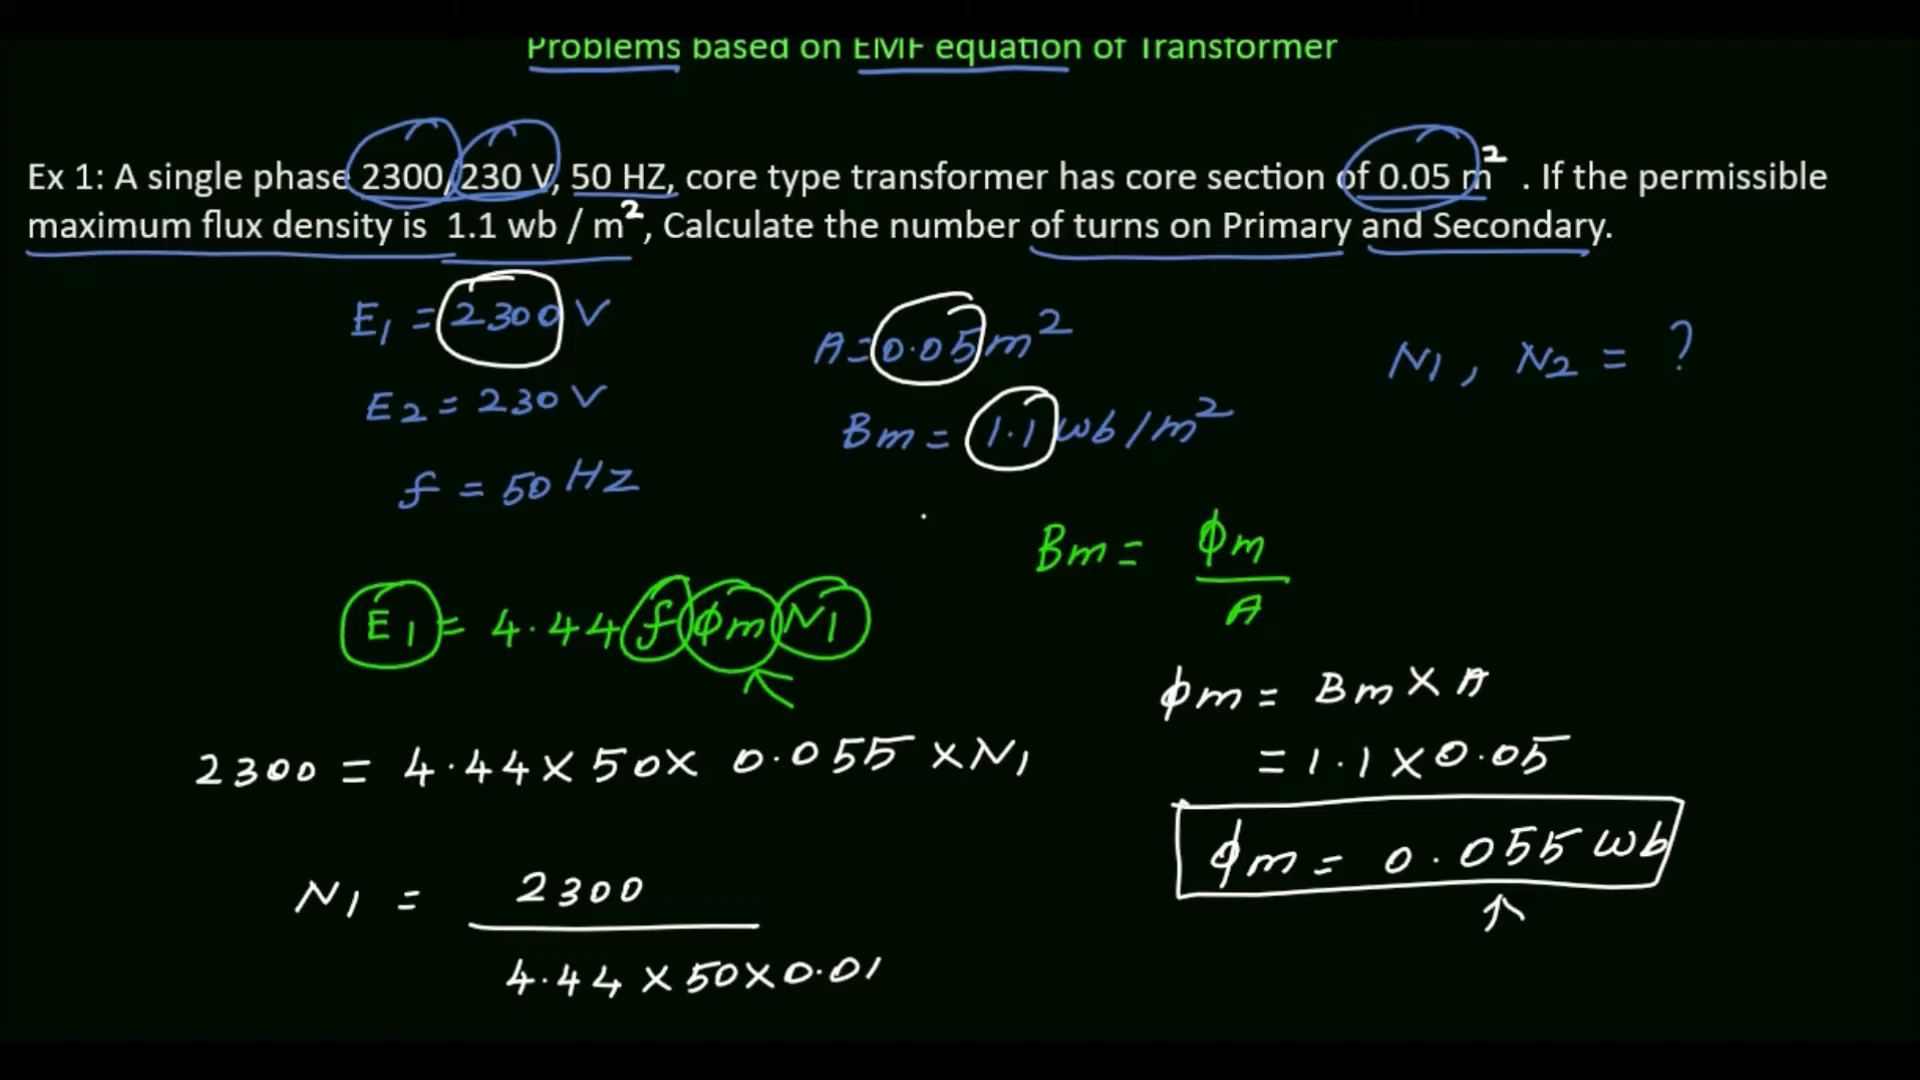 Problems based on EMF equation of Transformer
Ex 1: A single phase 2300/230 V, 50 HZ, core type transformer has core section of 0.05 m² . If the permissible
maximum flux density is 1.1 wb / m², Calculate the number of turns on Primary and Secondary.
E₁ = 2300 V
E₂ = 230 V
f = 50 Hz
A = 0.05 m²
Bm = 1.1 wb/m²
N₁ , N₂ = ?
Bm = ϕm / A
E₁ = 4.44 f ϕm N₁
ϕm = Bm × A
= 1.1 × 0.05
ϕm = 0.055 wb
2300 = 4.44 × 50 × 0.055 × N₁
N₁ = 2300
4.44 × 50 × 0.01